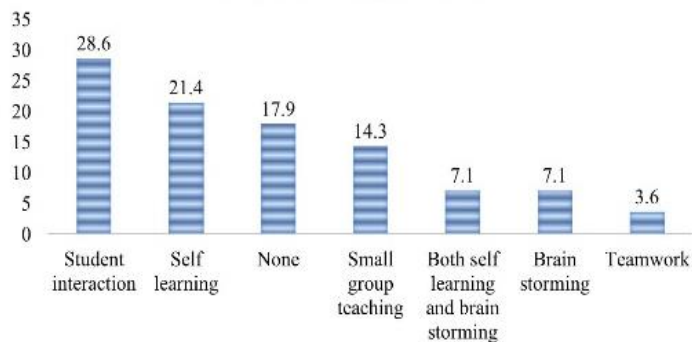 35
30
25
20
15
10
5
0
28.6
21.4
17.9
14.3
7.1
7.1
3.6
Student
interaction
Self
learning
None
Small
group
teaching
Both self
learning
and brain
storming
Brain
storming
Teamwork